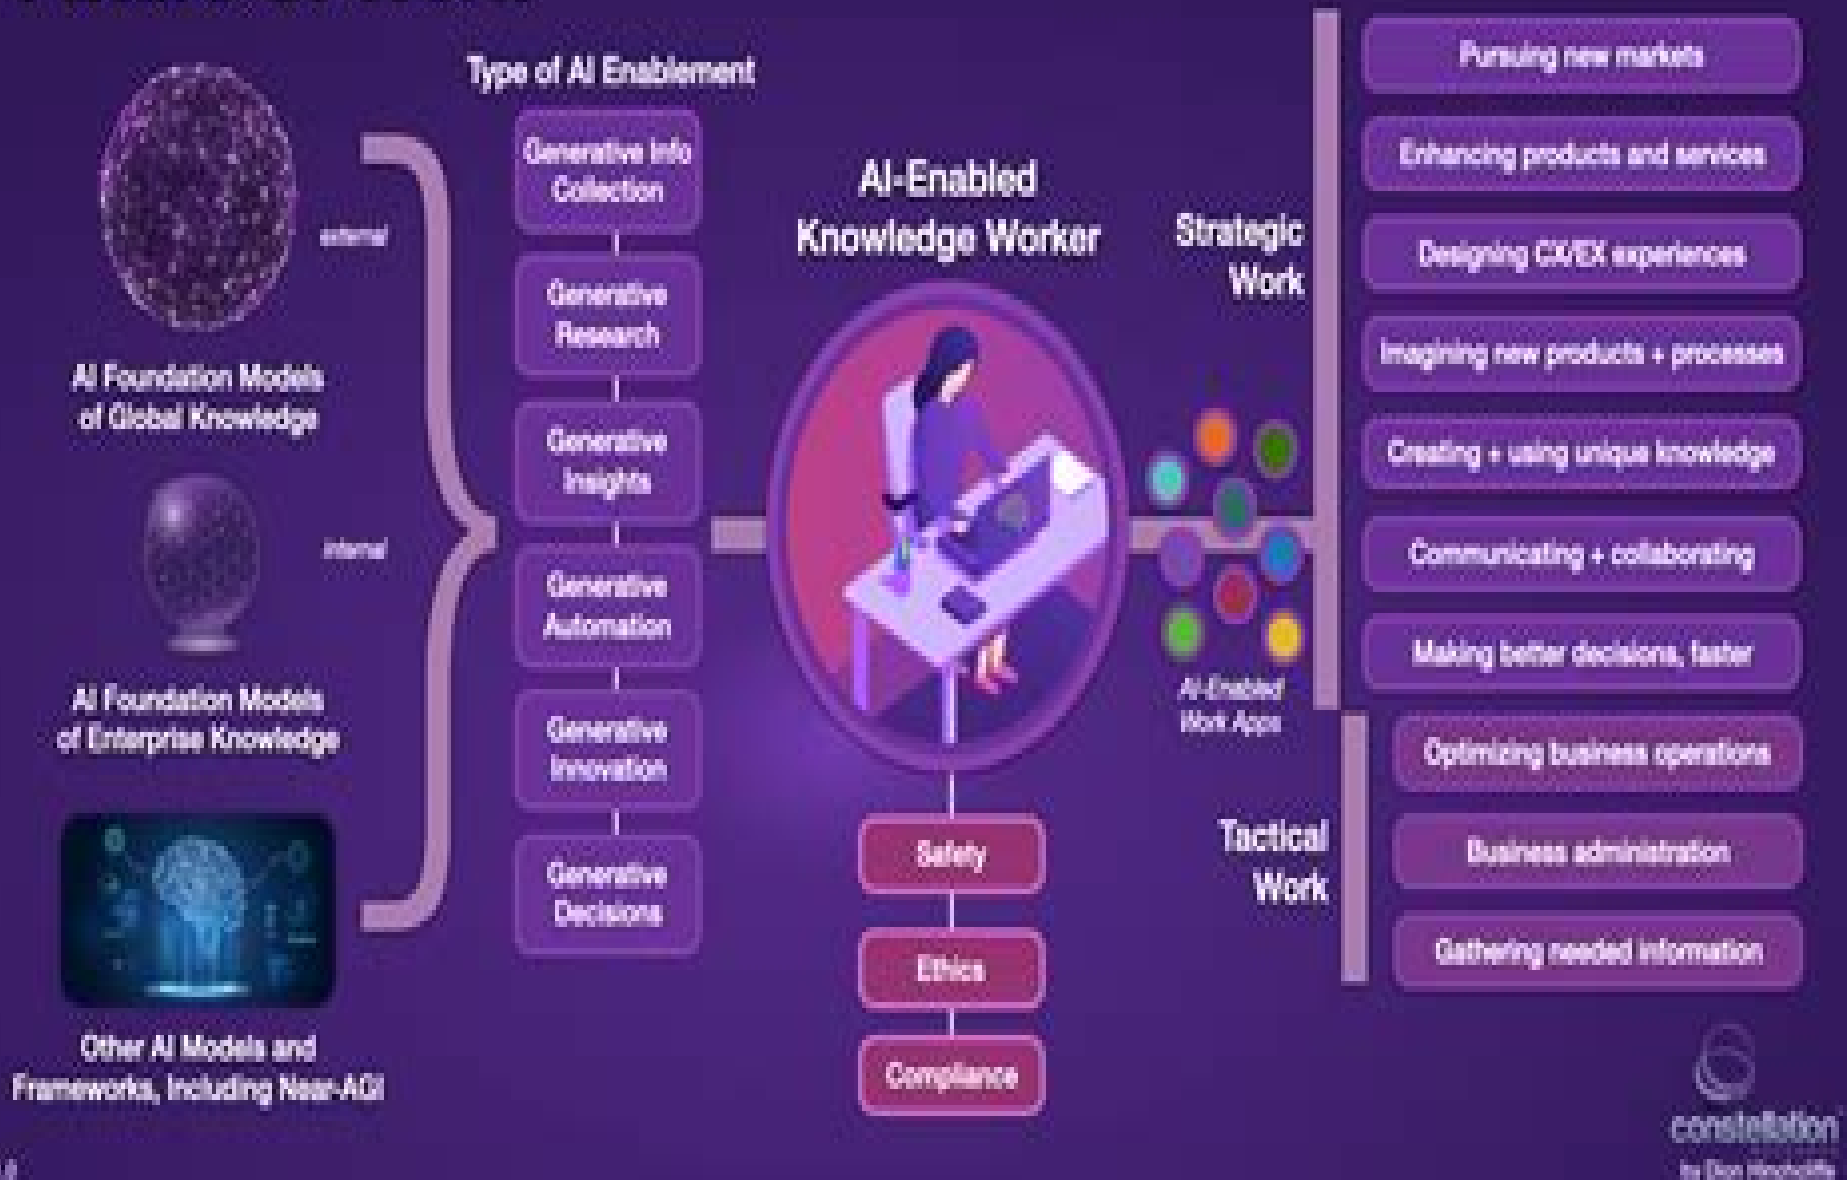 Type of AI Enablement
Generative Info
Collection
Generative
Research
Generative
Insights
Generative
Automation
Generative
Innovation
Generative
Decisions
external
AI Foundation Models
of Global Knowledge
internal
AI Foundation Models
of Enterprise Knowledge
Other AI Models and
Frameworks, Including Near-AGI
AI-Enabled
Knowledge Worker
Safety
Ethics
Compliance
AI-Enabled
Work Apps
Strategic
Work
Pursuing new markets
Enhancing products and services
Designing CX/EX experiences
Imagining new products + processes
Creating + using unique knowledge
Communicating + collaborating
Making better decisions, faster
Tactical
Work
Optimizing business operations
Business administration
Gathering needed information
constellation
by Dion Hinchcliffe